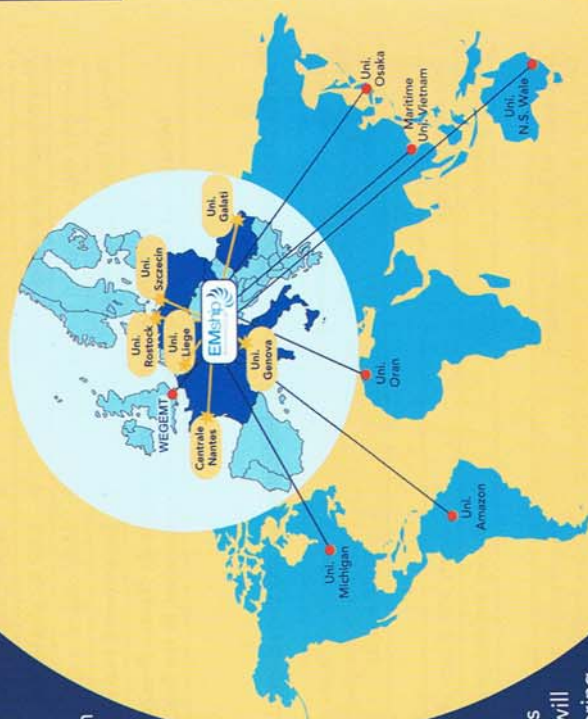 Uni.
Szczecin
Uni.
Galati
Uni.
Rostock
Uni.
Liege
WEGEMT
EMship
Centrale
Nantes
Uni.
Genova
Uni.
Osaka
Maritime
Uni. Vietnam
Uni.
N.S. Wale
Uni.
Oran
Uni.
Michigan
Uni.
Amazon